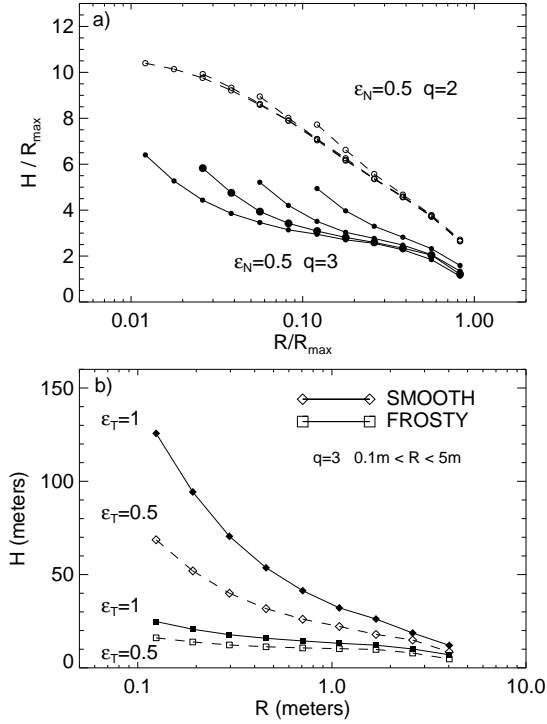 a)
12
10
8
6
4
2
0
H / R_max
ε_N=0.5 q=2
ε_N=0.5 q=3
0.01 0.10 1.00
R/R_max
b)
150
100
50
0
H (meters)
SMOOTH
FROSTY
q=3 0.1m < R < 5m
ε_T=1
ε_T=0.5
ε_T=1
ε_T=0.5
0.1 1.0 10.0
R (meters)